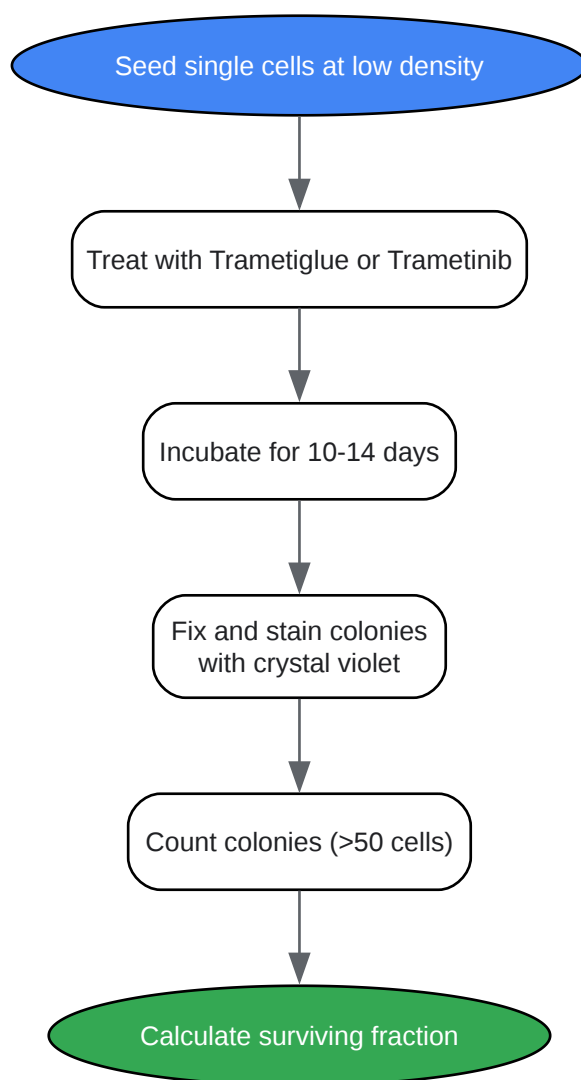 Seed single cells at low density
Treat with Trametiglue or Trametinib
Incubate for 10-14 days
Fix and stain colonies
with crystal violet
Count colonies (>50 cells)
Calculate surviving fraction